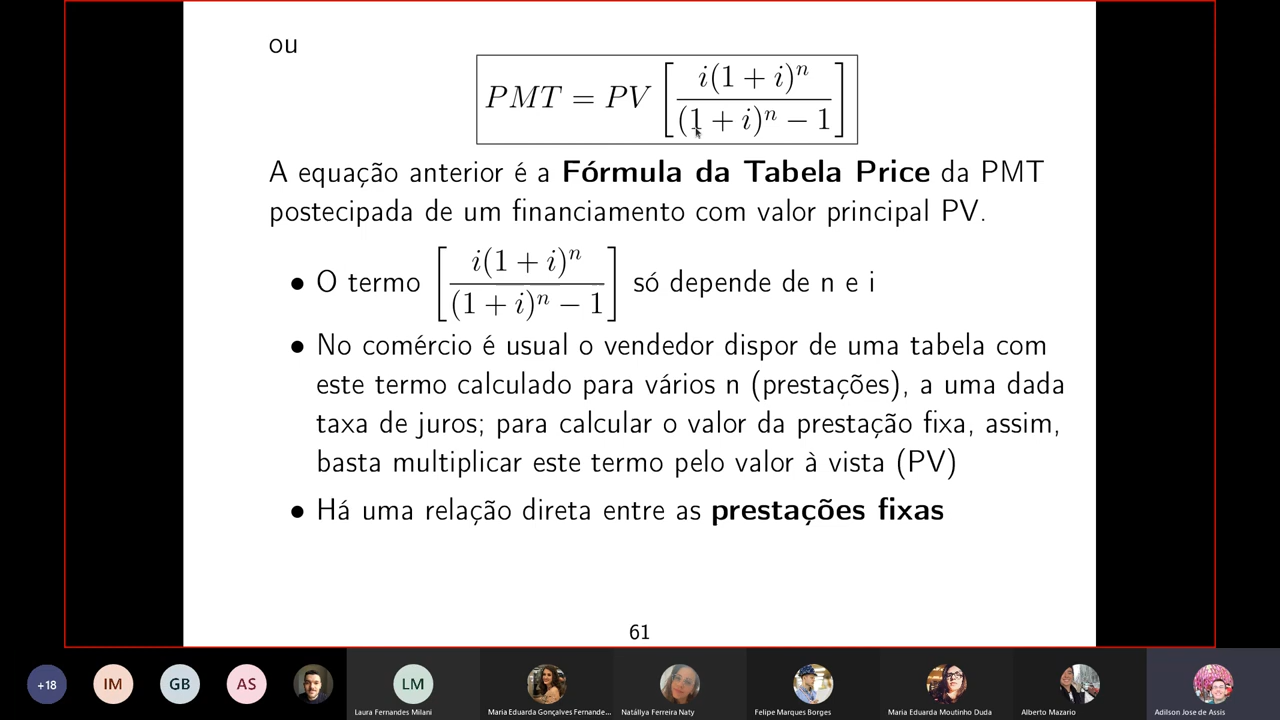 ou
PMT = PV [ i(1 + i)^n / (1 + i)^n − 1 ]
A equação anterior é a Fórmula da Tabela Price da PMT
postecipada de um financiamento com valor principal PV.
• O termo [ i(1 + i)^n / (1 + i)^n − 1 ] só depende de n e i
• No comércio é usual o vendedor dispor de uma tabela com
este termo calculado para vários n (prestações), a uma dada
taxa de juros; para calcular o valor da prestação fixa, assim,
basta multiplicar este termo pelo valor à vista (PV)
• Há uma relação direta entre as prestações fixas
61
+18 IM GB AS LM
Laura Fernandes Milani Maria Eduarda Gonçalves Fernande... Natállya Ferreira Naty Felipe Marques Borges Maria Eduarda Moutinho Duda Alberto Mazario Adilson Jose de Assis